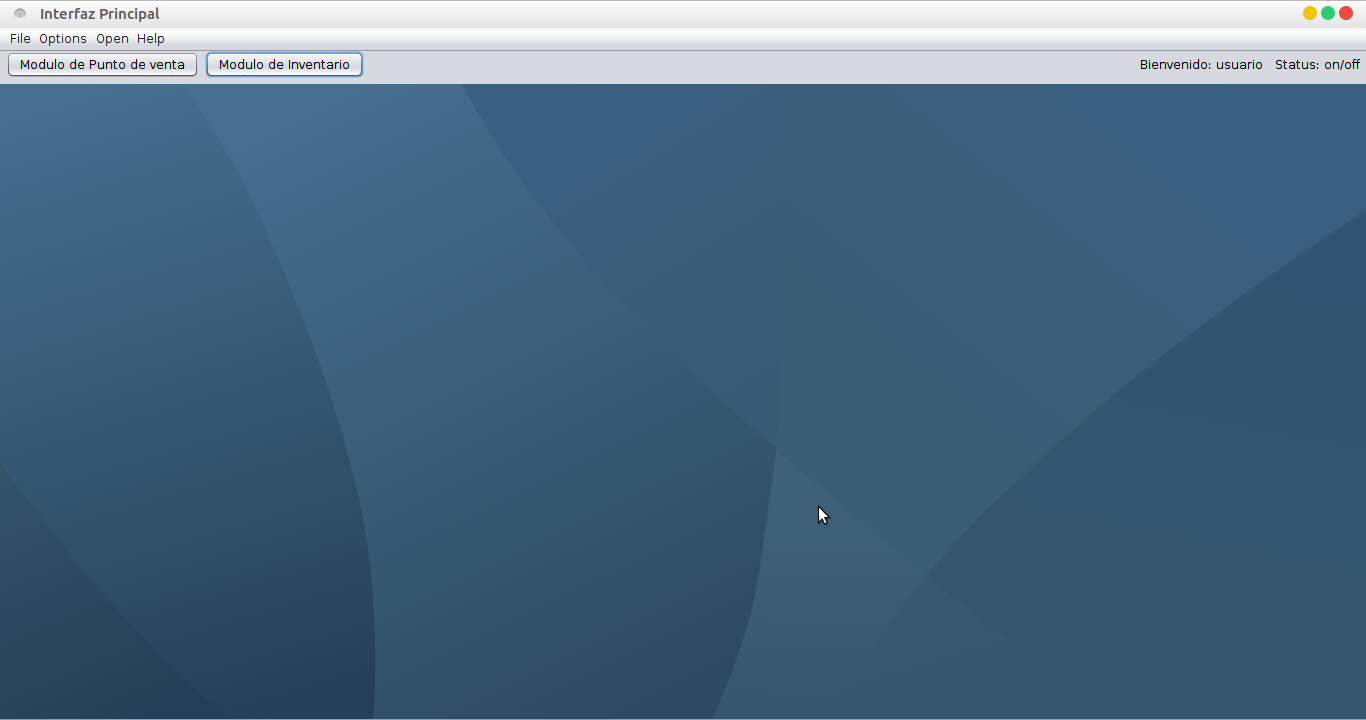 Interfaz Principal
File Options Open Help
Modulo de Punto de venta Modulo de Inventario Bienvenido: usuario Status: on/off